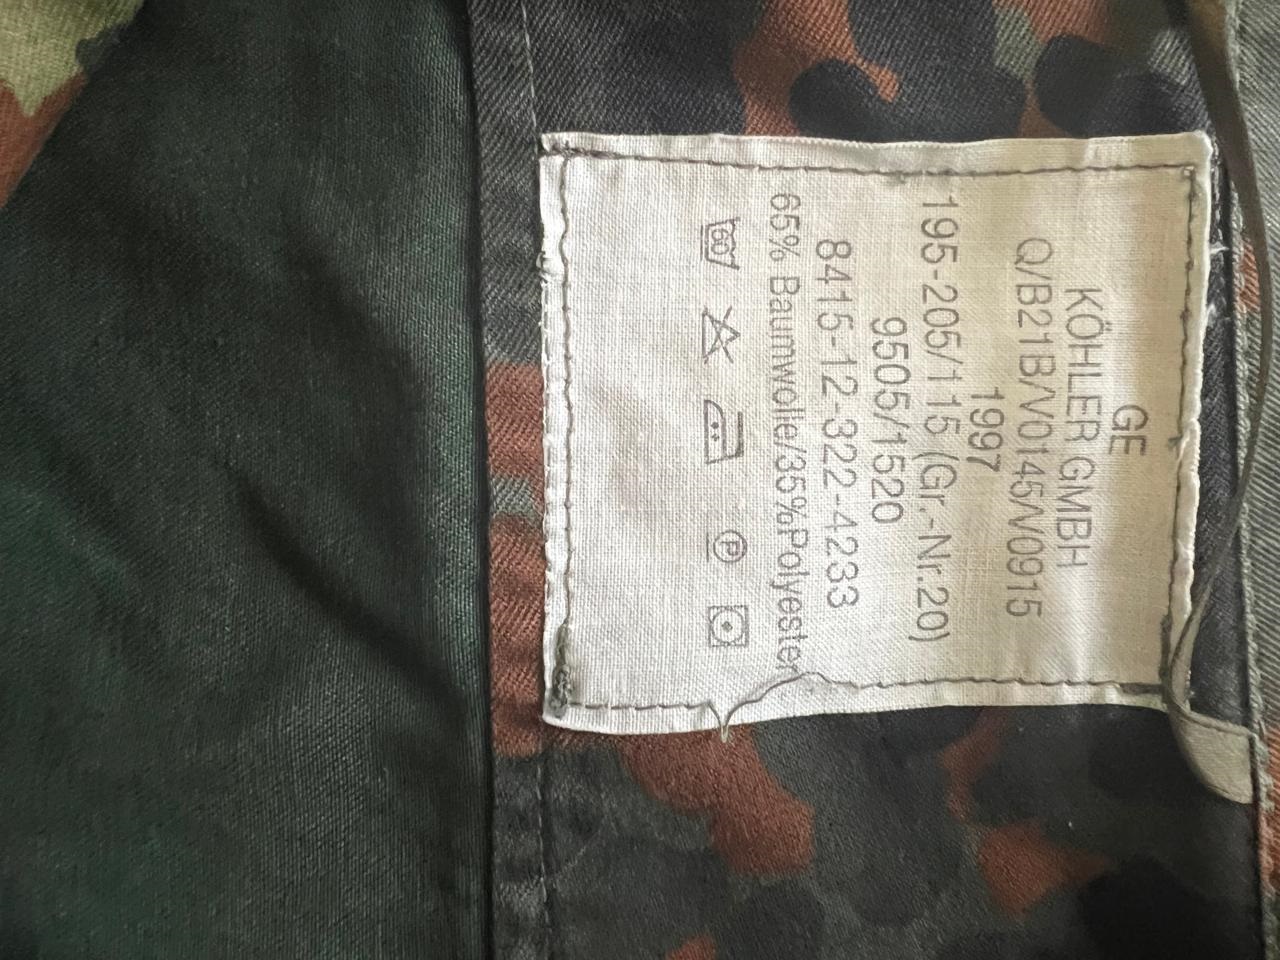 GE
KÖHLER GMBH
Q/B21B/V0145/V0915
1997
195-205/115 (Gr.-Nr.20)
9505/1520
8415-12-322-4233
65% Baumwolle/35%Polyester
60
P